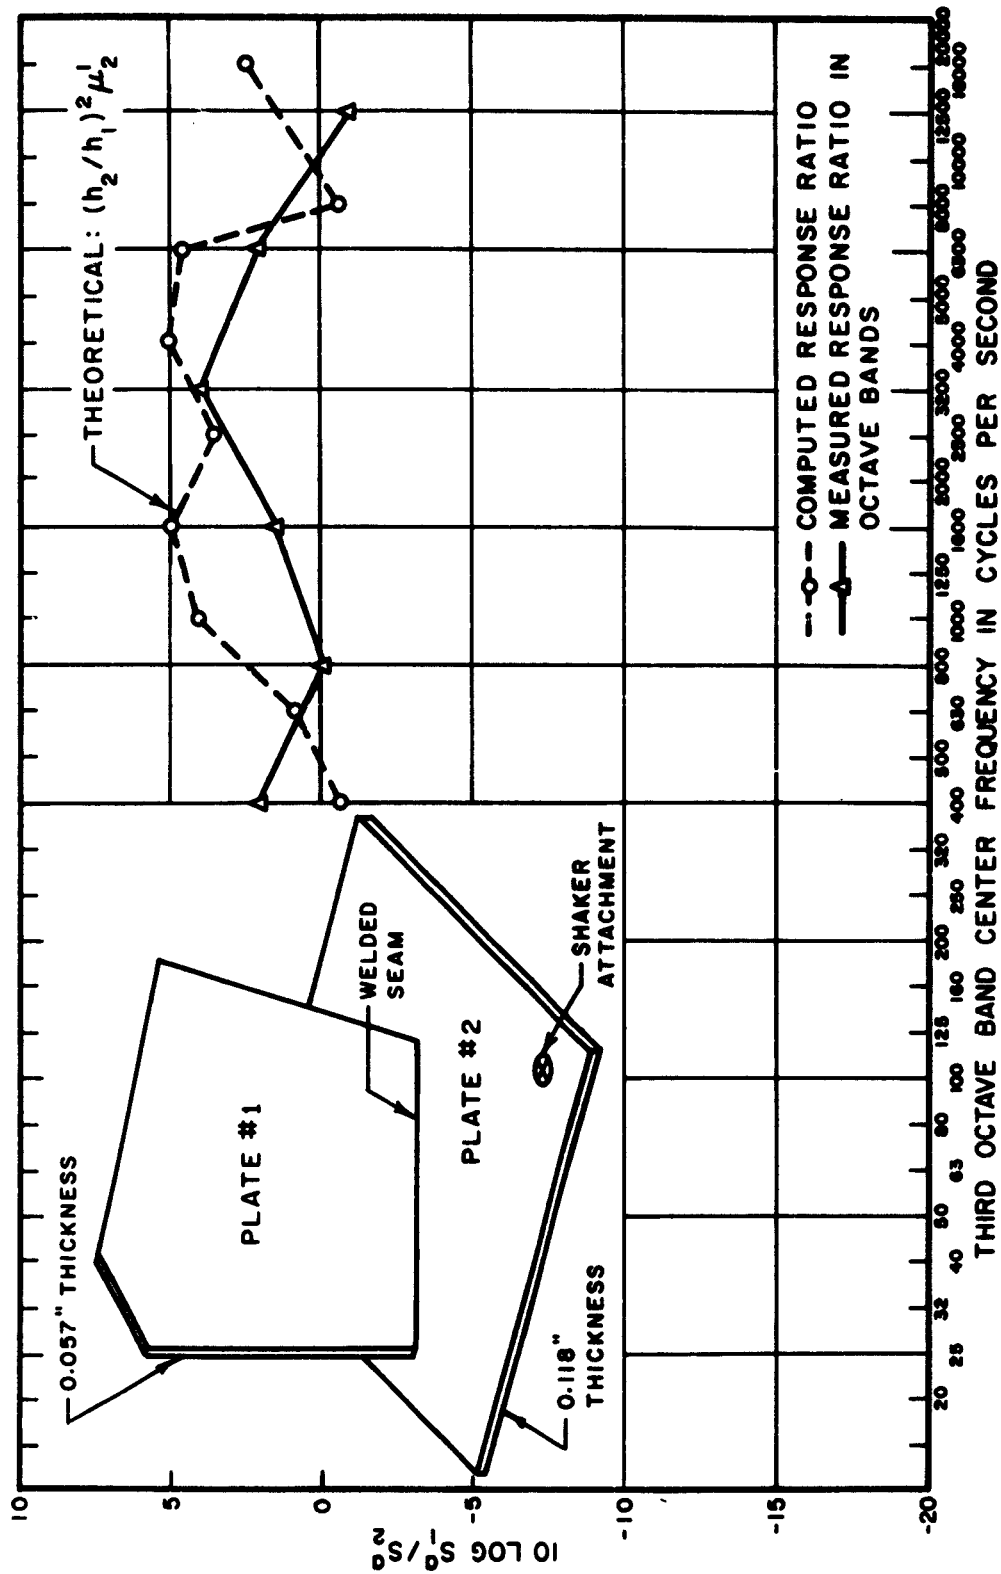 10
5
0
-5
-10
-15
-20
10 LOG S₁ᵃ/S₂ᵃ
0.057" THICKNESS
PLATE #1
WELDED
SEAM
PLATE #2
SHAKER
ATTACHMENT
0.118"
THICKNESS
THEORETICAL: (h₂/h₁)² μ₂¹
COMPUTED RESPONSE RATIO
MEASURED RESPONSE RATIO IN
OCTAVE BANDS
20 25 32 40 50 63 80 100 125 160 200 250 320 400 500 630 800 1000 1250 1600 2000 2500 3200 4000 5000 6300 8000 10000 12500 16000 20000
THIRD OCTAVE BAND CENTER FREQUENCY IN CYCLES PER SECOND